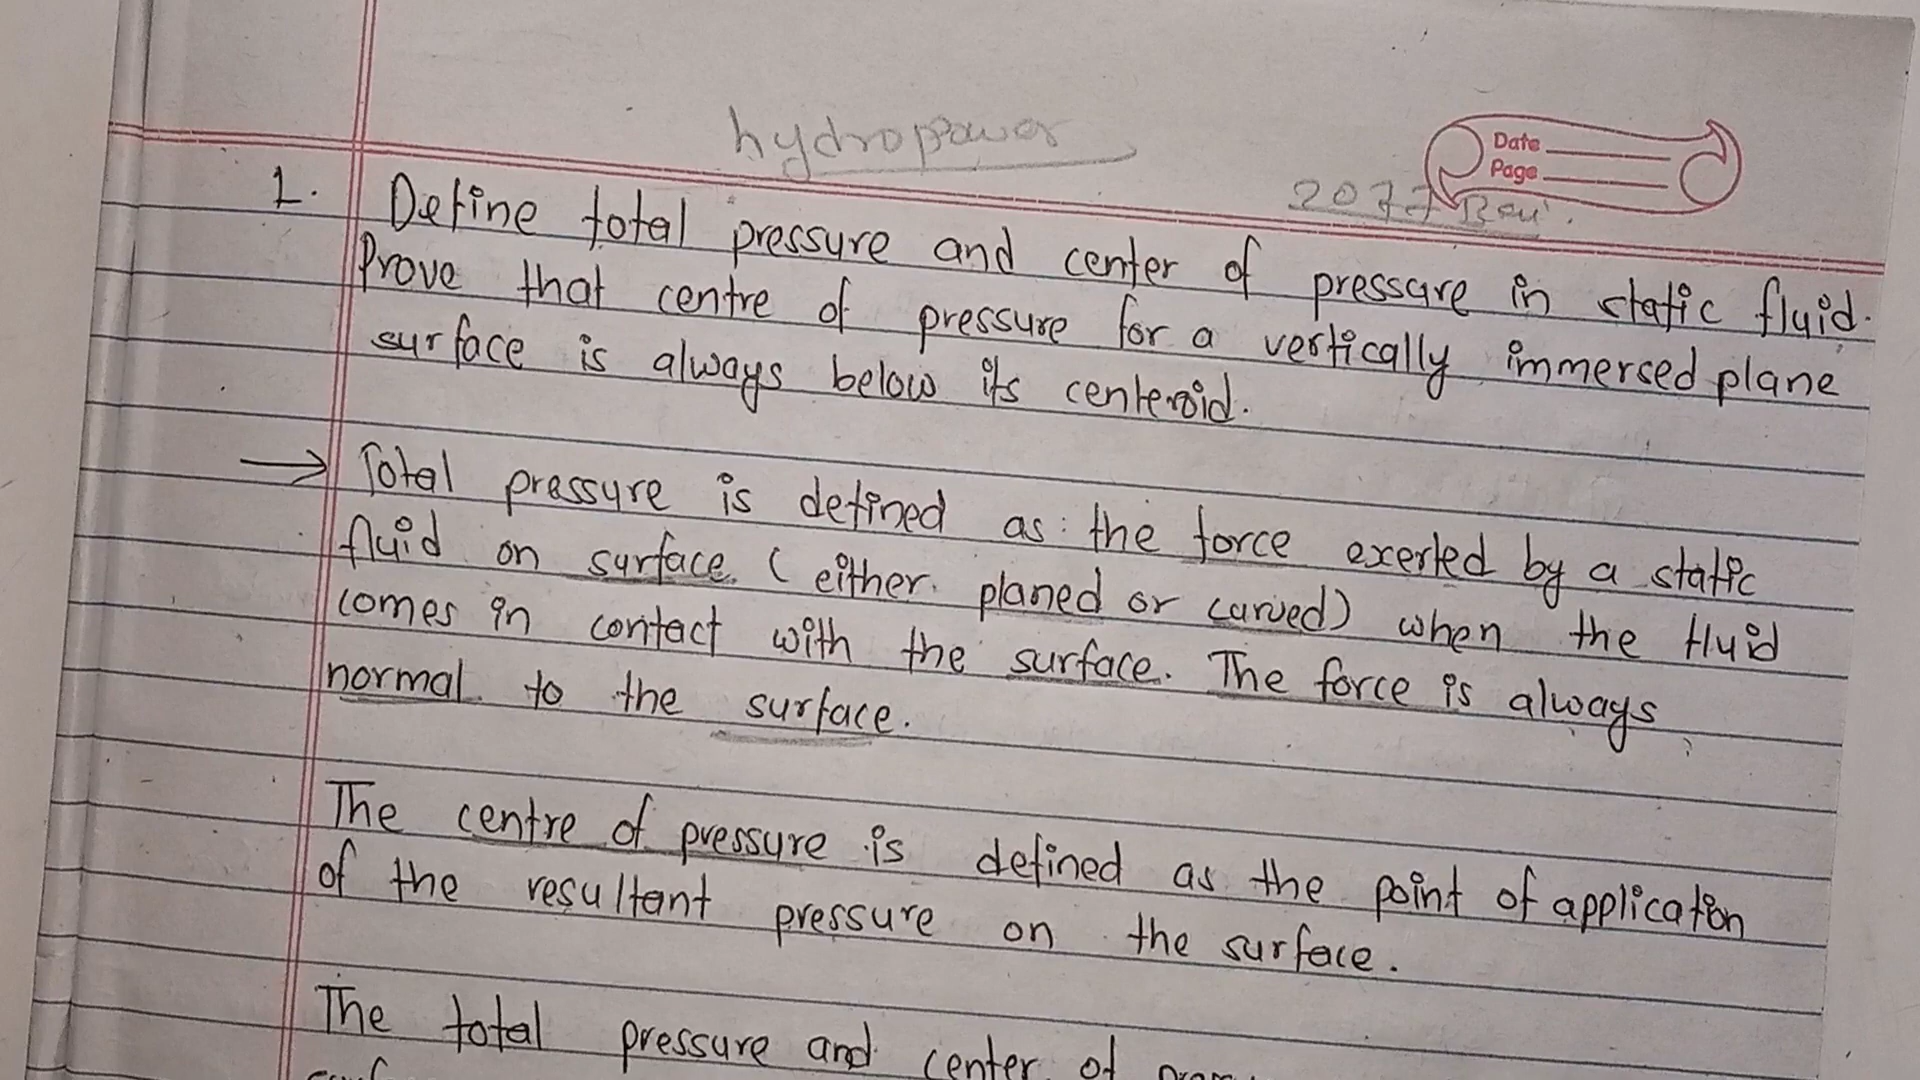 hydropower
Date
Page
2077
1. Define total pressure and center of pressure in static fluid.
Prove that centre of pressure for a vertically immersed plane
surface is always below its centeroid.
→ Total pressure is defined as the force exerted by a static
fluid on surface (either planed or curved) when the fluid
comes in contact with the surface. The force is always
normal to the surface.
The centre of pressure is defined as the point of application
of the resultant pressure on the surface.
The total pressure and center of